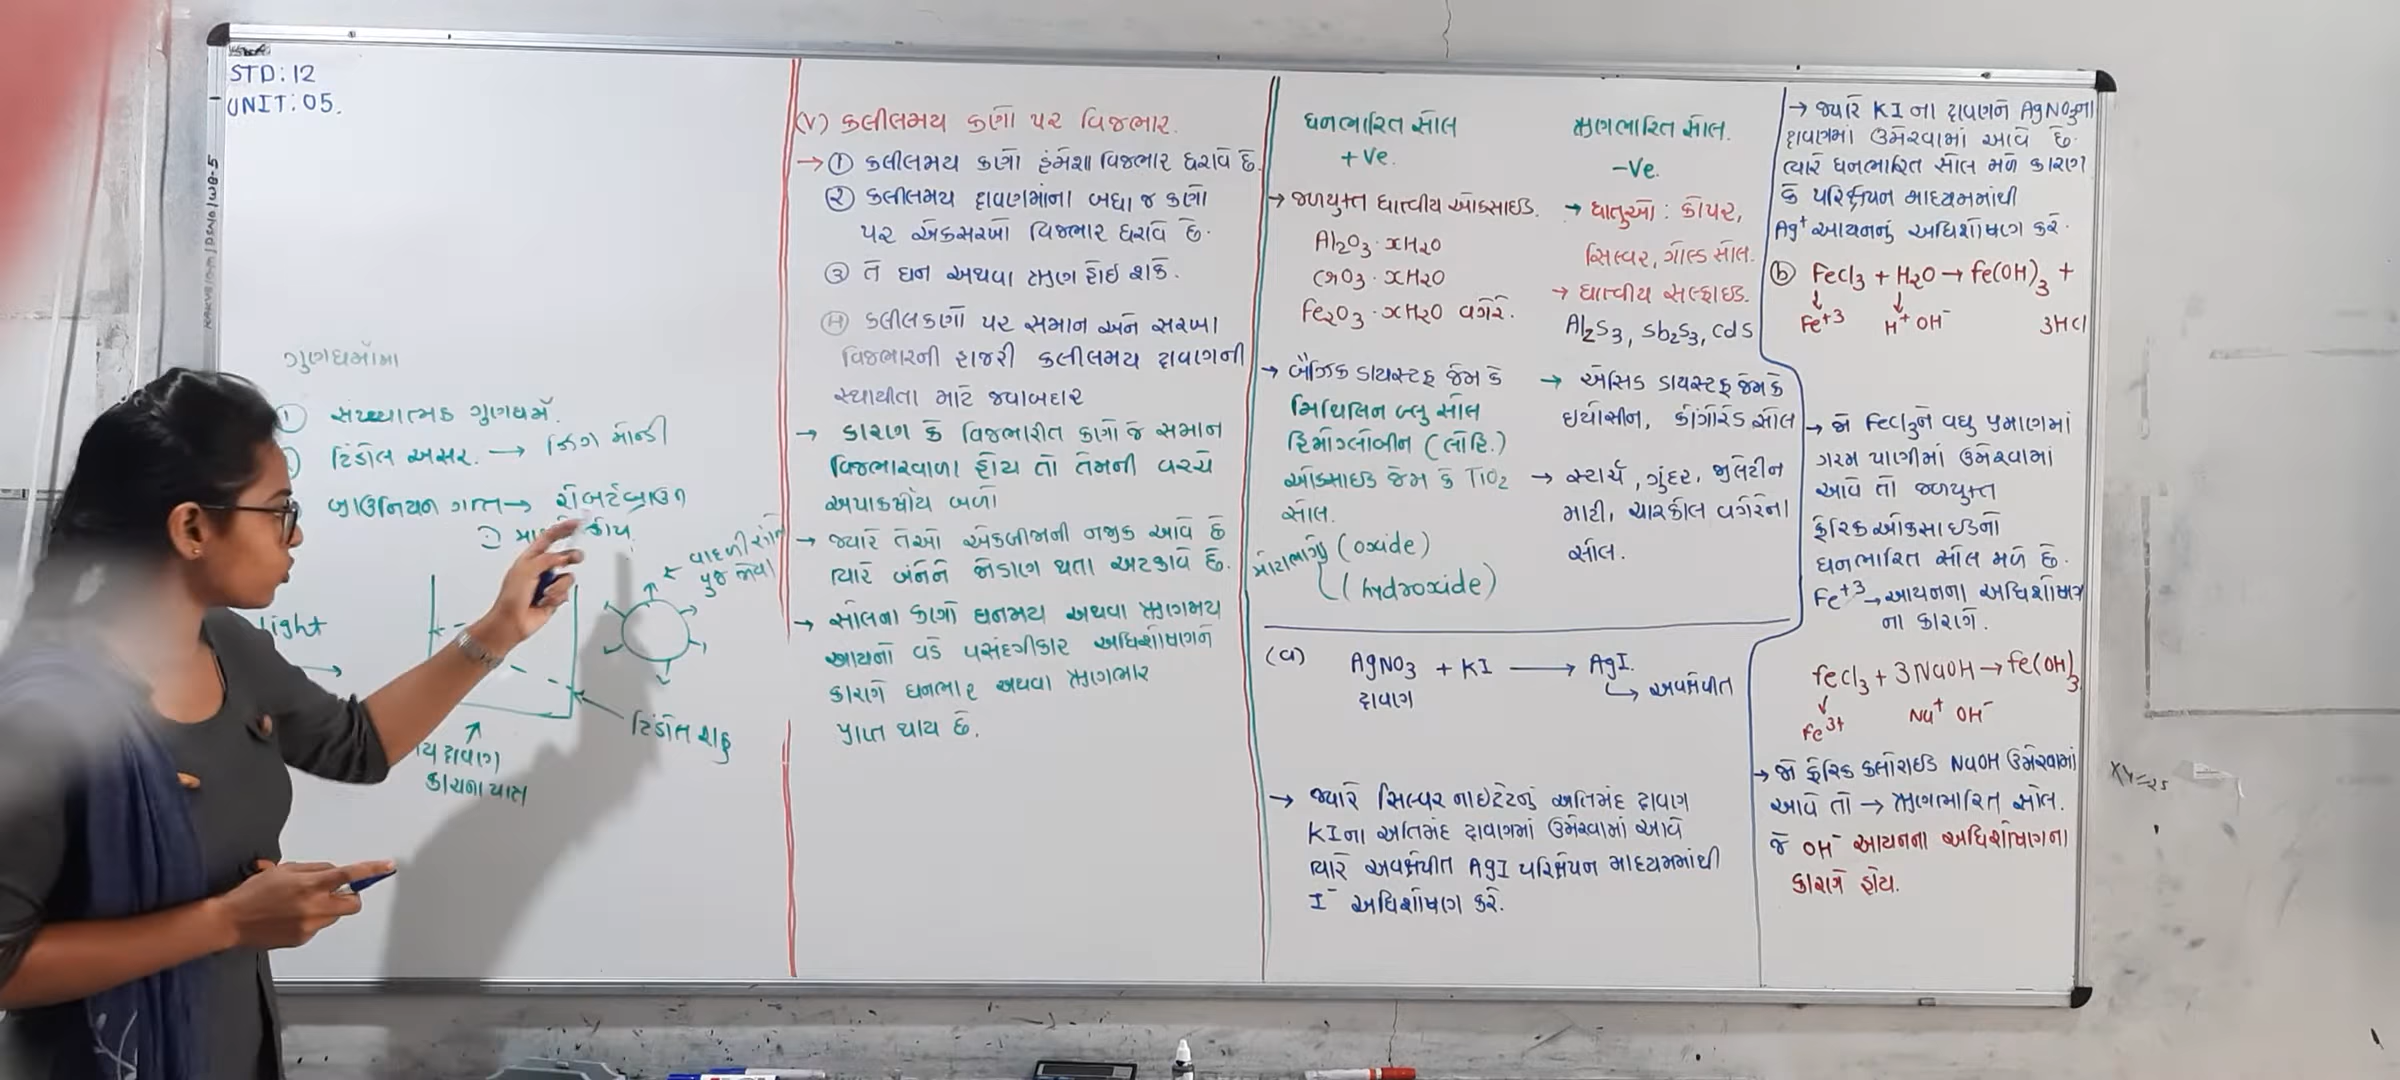 STD: 12
UNIT: 05.
ગુણધર્મોમા
① સંખ્યાત્મક ગુણધર્મ.
ટિંડોલ અસર. →
બ્રાઉનિયન ગતિ → રોબર્ટ બ્રાઉન
light
દ્રાવણ
કાચના પાત્ર
ટિંડોલ શંકુ
વાદળી રંગ
પુંજ જેવા
(V) કલીલમય કણો પર વિજભાર.
→ ① કલીલમય કણો હંમેશા વિજભાર ધરાવે છે.
② કલીલમય દ્રાવણમાંના બધા જ કણો
પર એકસરખો વિજભાર ધરાવે છે.
③ તે ઘન અથવા ઋણ હોઈ શકે.
④ કલીલકણો પર સમાન અને સરખા
વિજભારની હાજરી કલીલમય દ્રાવણની
સ્થાયીતા માટે જવાબદાર
→ કારણ કે વિજભારીત કણો જે સમાન
વિજભારવાળા હોય તો તેમની વચ્ચે
અપાકર્ષીય બળો
→ જ્યારે તેઓ એકબીજાની નજીક આવે છે
ત્યારે બંનેને જોડાણ થતા અટકાવે છે.
→ સોલના કણો ઘનમય અથવા ઋણમય
આયનો વડે પસંદગીકાર અધિશોષણને
કારણે ઘનભાર અથવા ઋણભાર
પ્રાપ્ત થાય છે.
ધનભારિત સોલ
+ve.
→ જળયુક્ત ધાત્વીય ઓક્સાઇડ.
Al₂O₃·xH₂O
CrO₃·xH₂O
Fe₂O₃·xH₂O વગેરે.
→ બેઝિક ડાયસ્ટફ જેમ કે
મિથિલિન બ્લુ સોલ
હિમોગ્લોબીન (લોહિ.)
ઓક્સાઇડ જેમ કે TiO₂
સોલ.
મોટાભાગે (oxide)
(hydroxide)
ઋણભારિત સોલ.
-Ve.
→ ધાતુઓ : કોપર,
સિલ્વર, ગોલ્ડ સોલ.
→ ધાત્વીય સલ્ફાઇડ.
Al₂S₃, Sb₂S₃, Cds
→ એસિડ ડાયસ્ટફ જેમ કે
ઇયોસીન, કોંગોરેડ સોલ
→ સ્ટાર્ચ, ગુંદર, જીલેટીન
માટી, ચારકોલ વગેરેના
સોલ.
(a) AgNO₃ + KI ⟶ AgI.
દ્રાવણ ↳ અવક્ષેપીત
→ જ્યારે સિલ્વર નાઇટ્રેટનું અતિમંદ દ્રાવણ
KIના અતિમંદ દ્રાવણમાં ઉમેરવામાં આવે
ત્યારે અવક્ષેપીત AgI પરિક્ષેપન માધ્યમમાંથી
I⁻ અધિશોષણ કરે.
→ જ્યારે KI ના દ્રાવણને AgNO₃ના
દ્રાવણમાં ઉમેરવામાં આવે છે.
ત્યારે ધનભારિત સોલ મળે કારણ
કે પરિક્ષેપન માધ્યમમાંથી
Ag⁺ આયનનું અધિશોષણ કરે.
(b) Fecl₃ + H₂O → Fe(OH)₃ +
Fe⁺³ H⁺ OH⁻ 3HCl
→ જો FeCl₃ને વધુ પ્રમાણમાં
ગરમ પાણીમાં ઉમેરવામાં
આવે તો જળયુક્ત
ફેરિક ઓક્સાઇડનો
ધનભારિત સોલ મળે છે.
Fe⁺³ → આયનના અધિશોષણ
ના કારણે.
fecl₃ + 3NaOH → fe(OH)₃
Fe³⁺ Na⁺ OH⁻
→ જો ફેરિક ક્લોરાઇડ NaOH ઉમેરવામાં
આવે તો → ઋણભારિત સોલ.
જે OH⁻ આયનના અધિશોષણના
કારણે હોય.